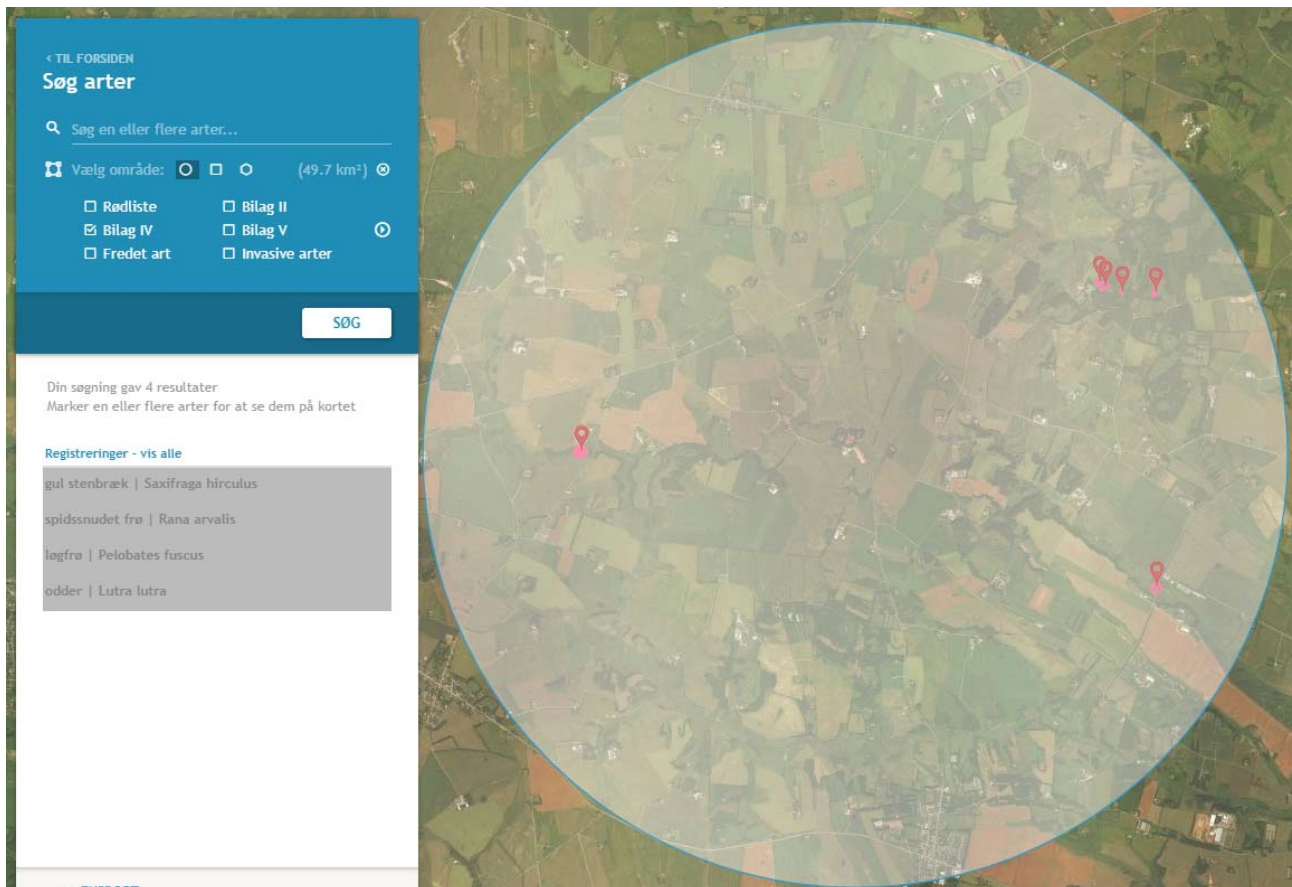 ‹ TIL FORSIDEN
Søg arter
Søg en eller flere arter...
Vælg område: (49.7 km²)
Rødliste Bilag II
Bilag IV Bilag V
Fredet art Invasive arter
SØG
Din søgning gav 4 resultater
Marker en eller flere arter for at se dem på kortet
Registreringer - vis alle
gul stenbræk | Saxifraga hirculus
spidssnudet frø | Rana arvalis
løgfrø | Pelobates fuscus
odder | Lutra lutra